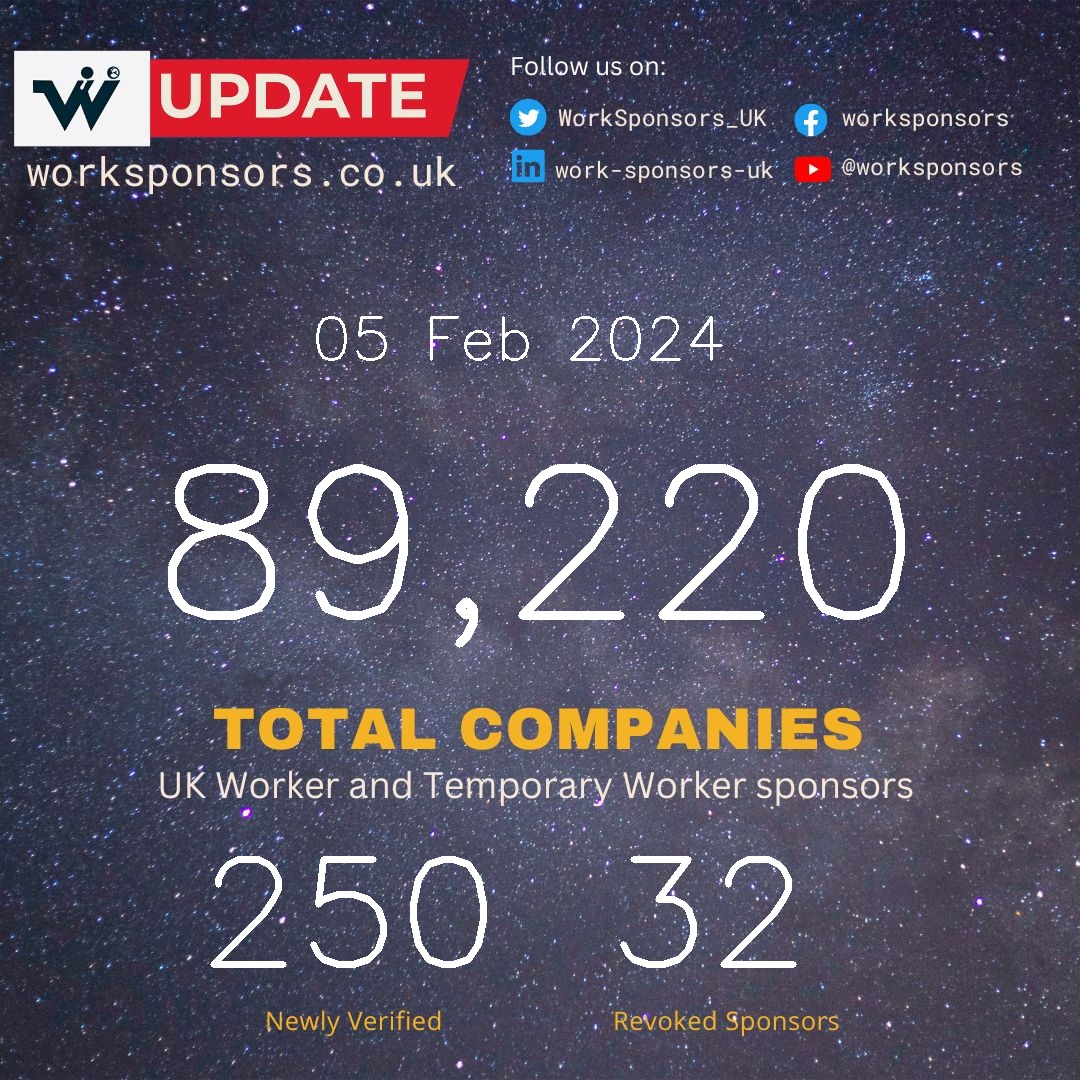 UPDATE
worksponsors.co.uk
Follow us on:
WorkSponsors_UK
worksponsors
work-sponsors-uk
@worksponsors
05 Feb 2024
89,220
TOTAL COMPANIES
UK Worker and Temporary Worker sponsors
250 32
Newly Verified Revoked Sponsors